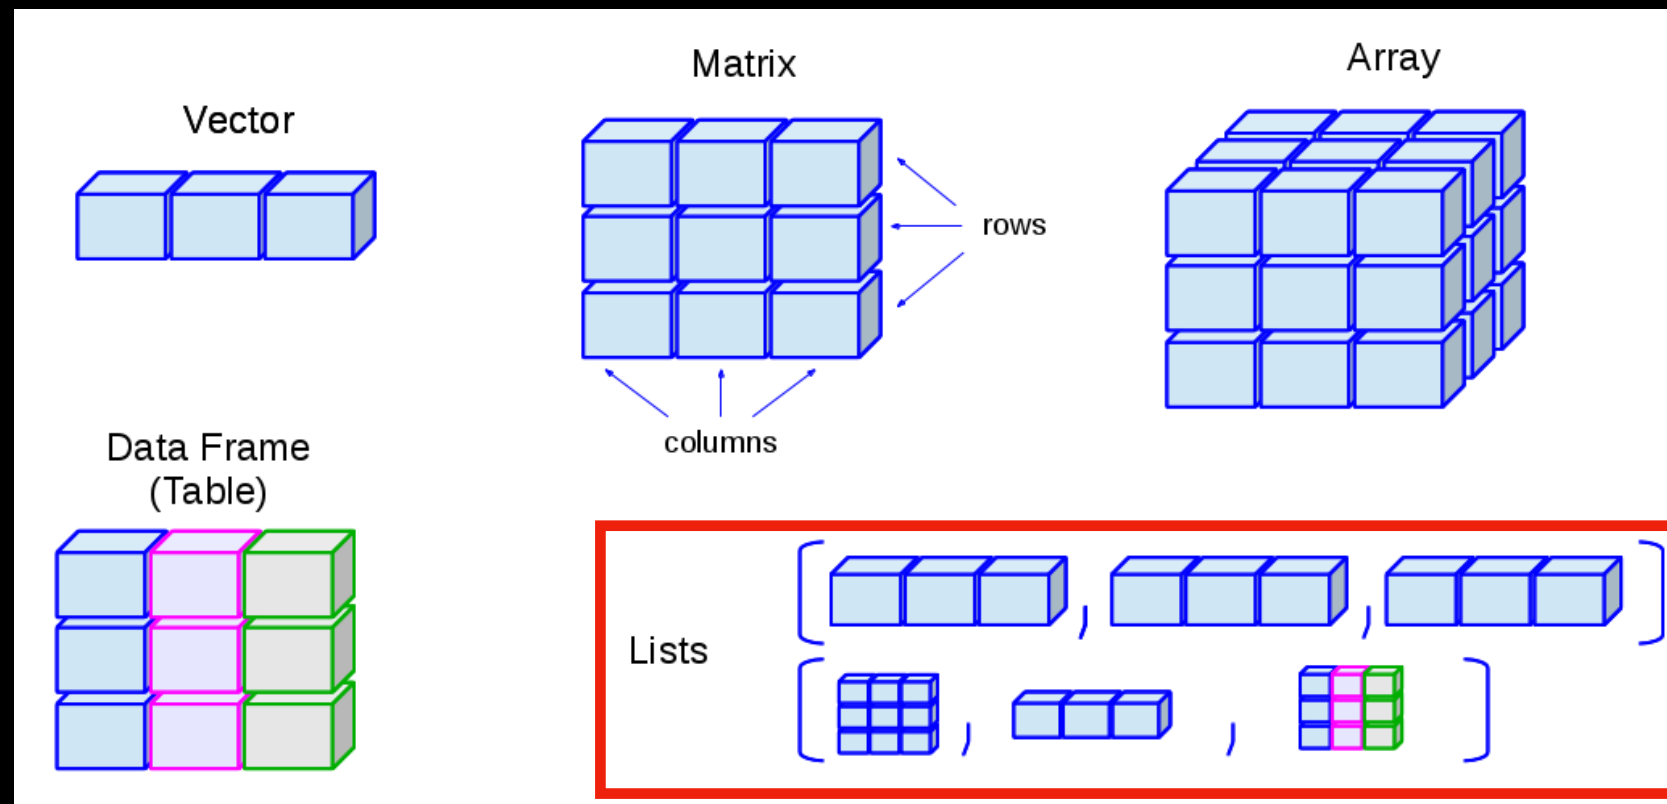 Vector
Matrix
Array
rows
columns
Data Frame
(Table)
Lists